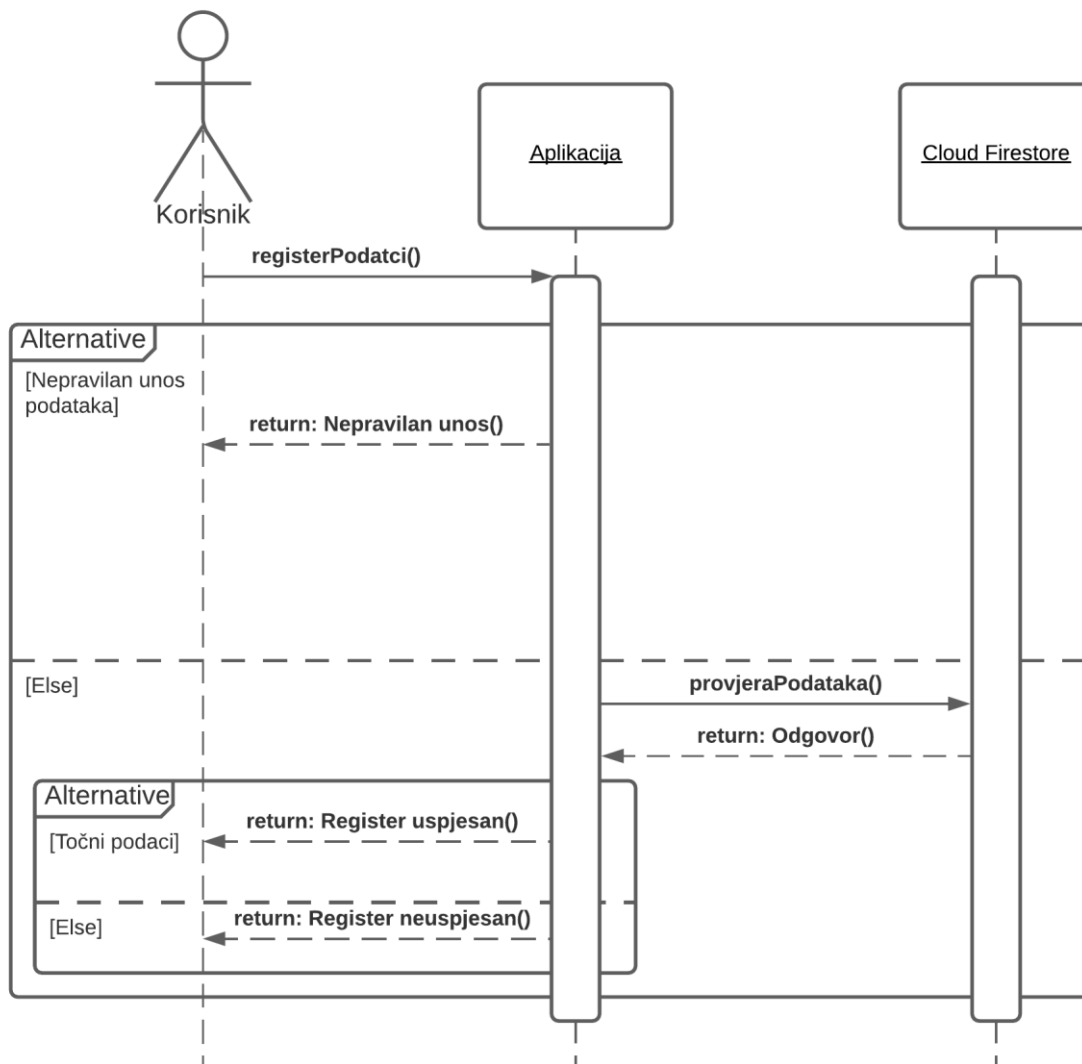 Aplikacija
Cloud Firestore
Korisnik
registerPodatci()
Alternative
[Nepravilan unos
podataka]
return: Nepravilan unos()
[Else]
provjeraPodataka()
return: Odgovor()
Alternative
return: Register uspjesan()
[Točni podaci]
return: Register neuspjesan()
[Else]